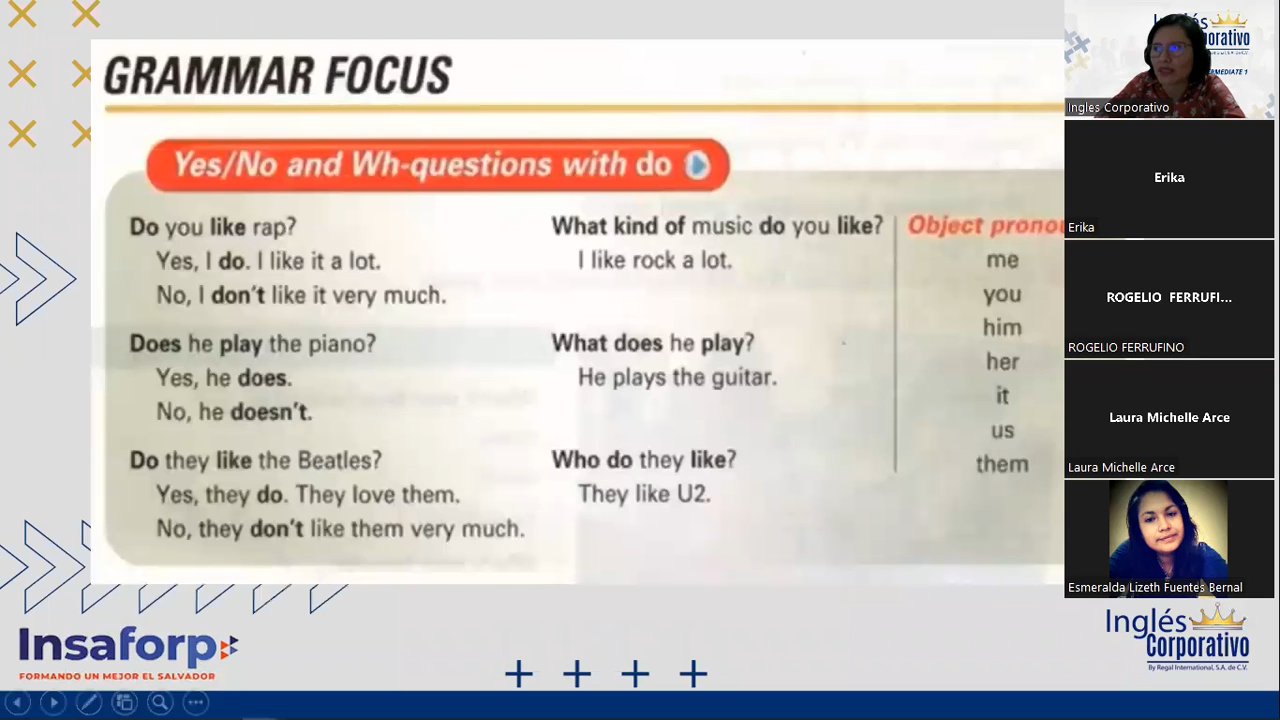 GRAMMAR FOCUS
Yes/No and Wh-questions with do
Do you like rap?
Yes, I do. I like it a lot.
No, I don't like it very much.
Does he play the piano?
Yes, he does.
No, he doesn't.
Do they like the Beatles?
Yes, they do. They love them.
No, they don't like them very much.
What kind of music do you like?
I like rock a lot.
What does he play?
He plays the guitar.
Who do they like?
They like U2.
Object pronou
me
you
him
her
it
us
them
Inglés Corporativo
Erika
Erika
ROGELIO FERRUFI...
ROGELIO FERRUFINO
Laura Michelle Arce
Laura Michelle Arce
Esmeralda Lizeth Fuentes Bernal
Insaforp
FORMANDO UN MEJOR EL SALVADOR
Inglés
Corporativo
By Regal International, S.A. de C.V.